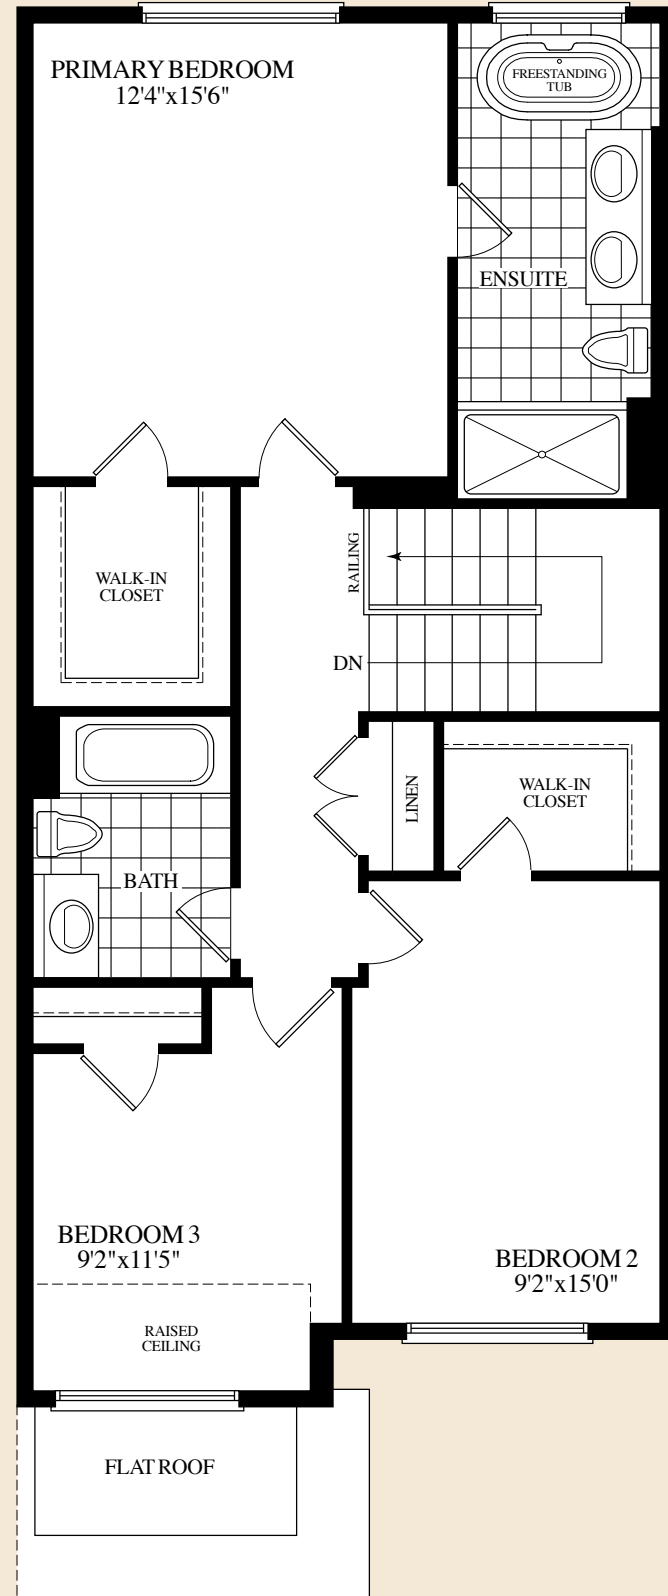 PRIMARY BEDROOM
12'4"x15'6"
FREESTANDING
TUB
ENSUITE
WALK-IN
CLOSET
RAILING
DN
LINEN
WALK-IN
CLOSET
BATH
BEDROOM 3
9'2"x11'5"
BEDROOM 2
9'2"x15'0"
RAISED
CEILING
FLAT ROOF